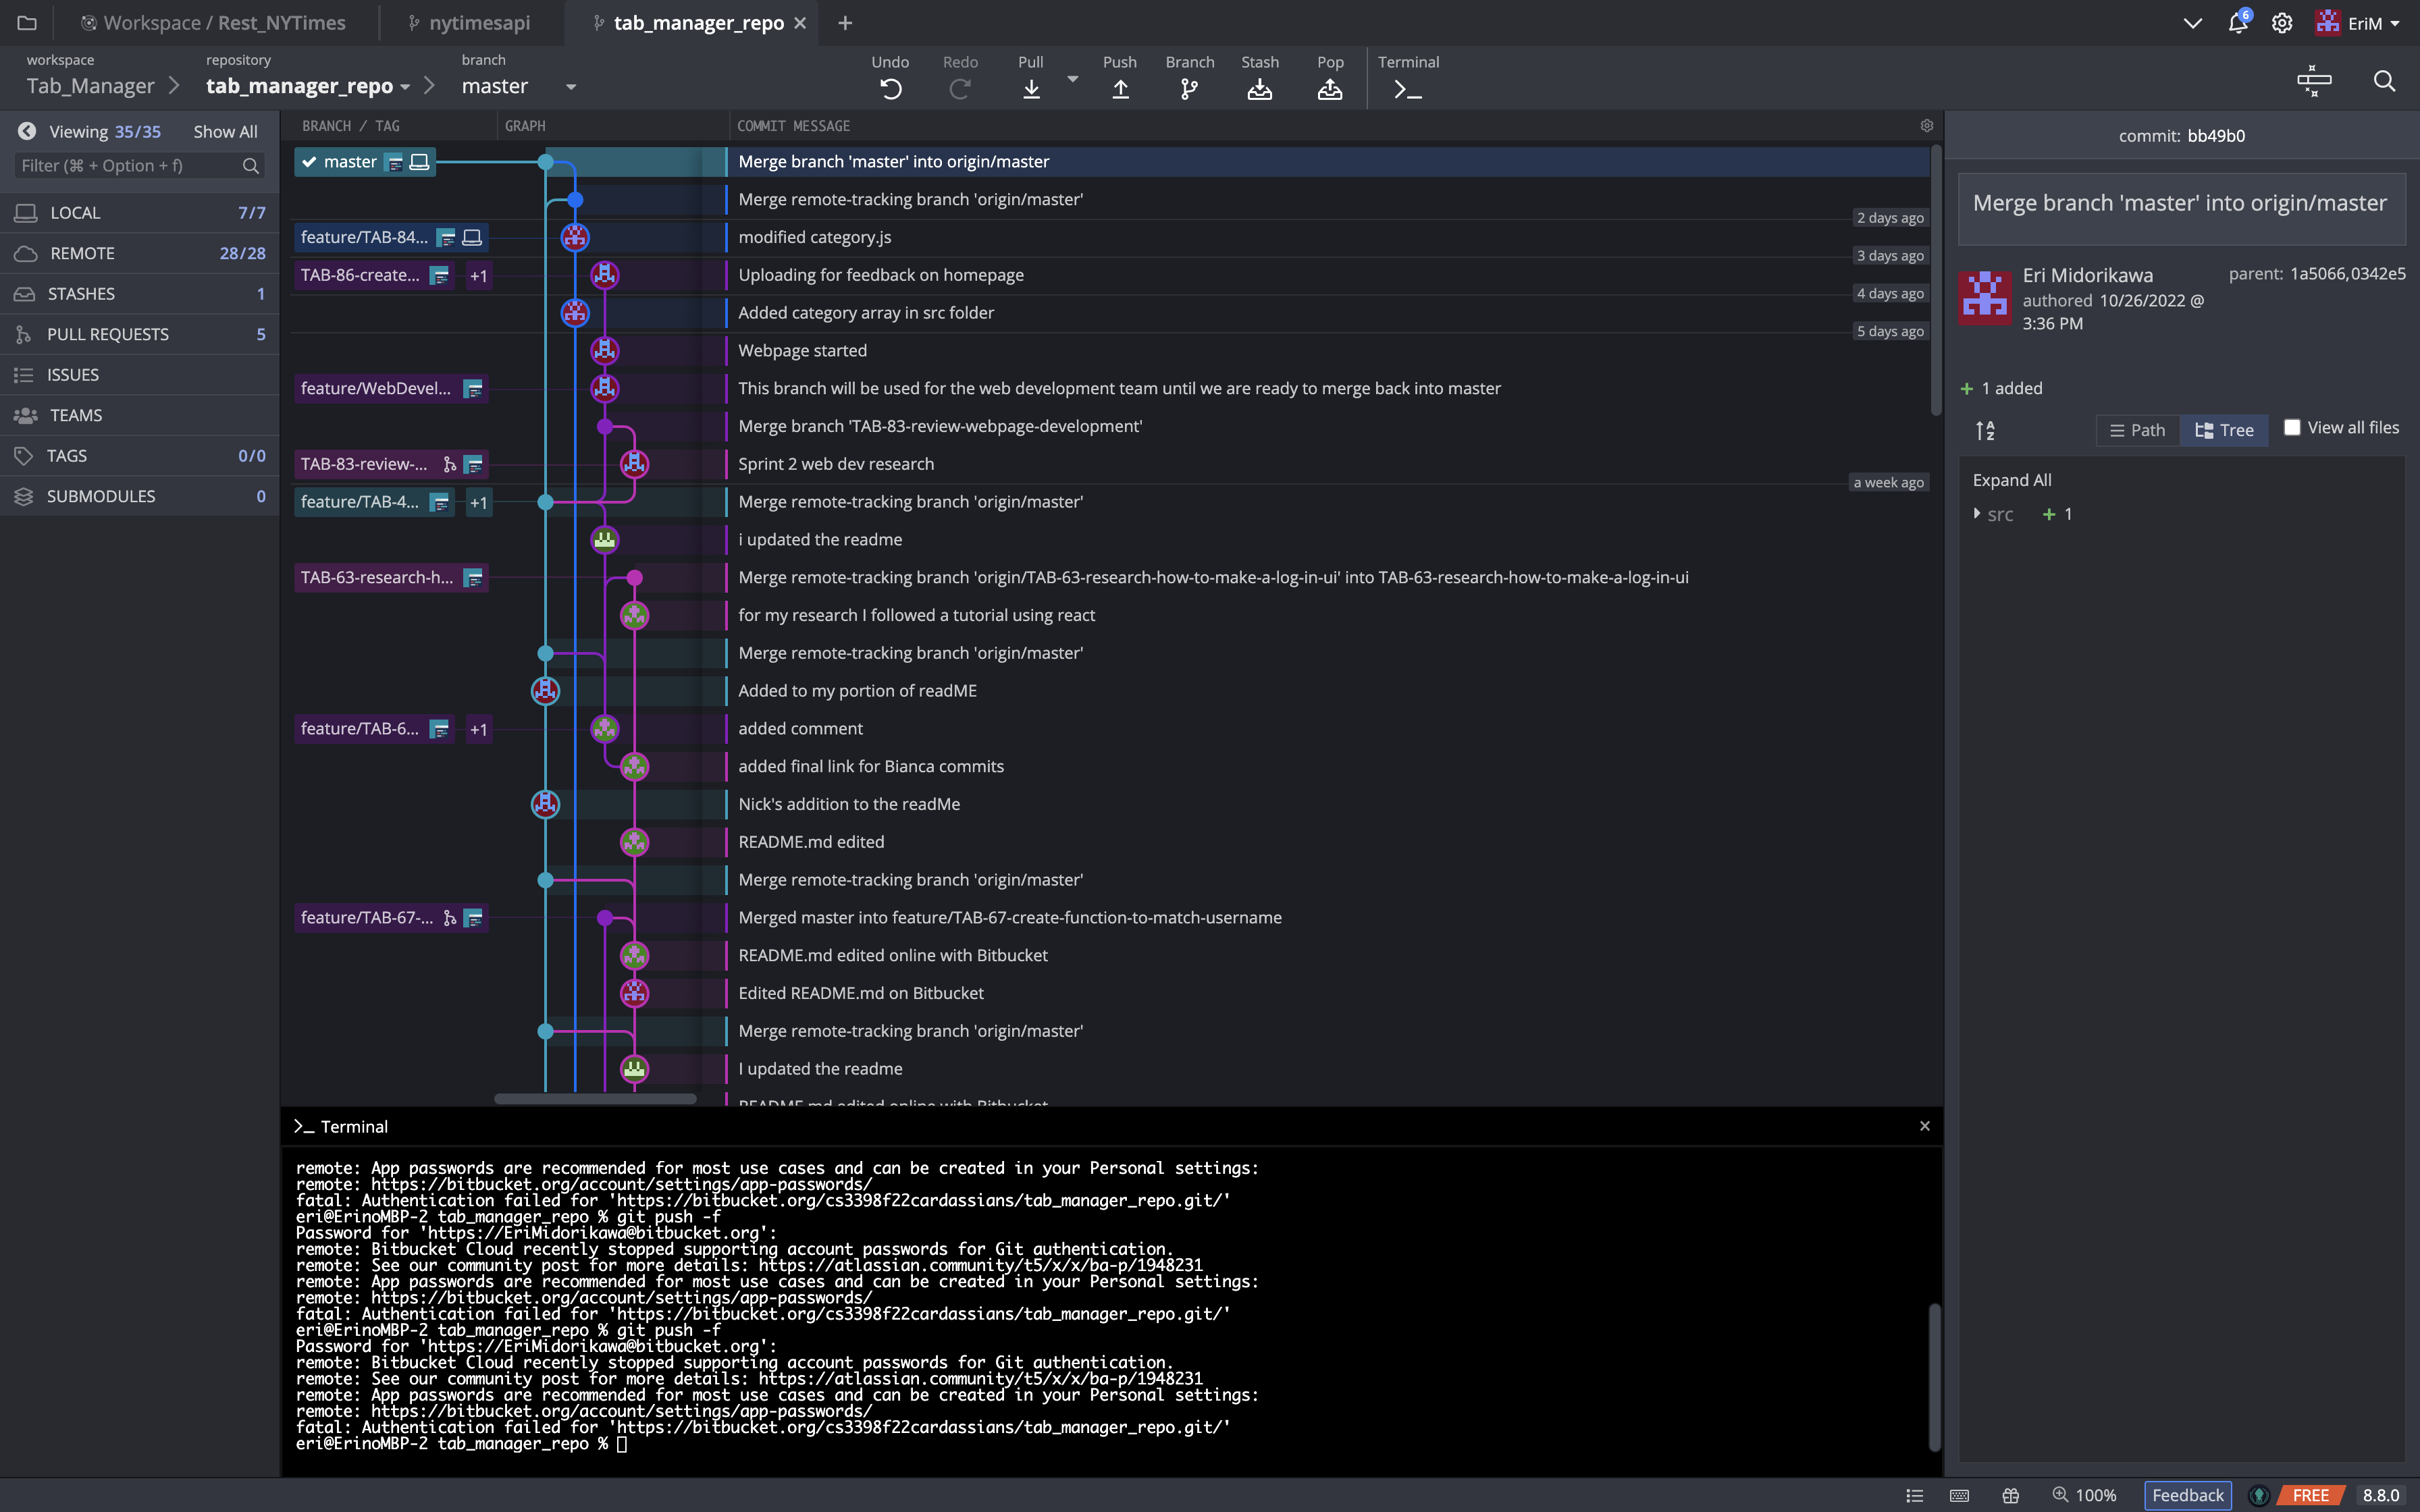 Workspace / Rest_NYTimes
nytimesapi
tab_manager_repo
6
EriM
workspace
Tab_Manager
repository
tab_manager_repo
branch
master
Undo
Redo
Pull
Push
Branch
Stash
Pop
Terminal
Viewing 35/35
Show All
Filter (⌘ + Option + f)
LOCAL 7/7
REMOTE 28/28
STASHES 1
PULL REQUESTS 5
ISSUES
TEAMS
TAGS 0/0
SUBMODULES 0
BRANCH / TAG
GRAPH
COMMIT MESSAGE
master
Merge branch 'master' into origin/master
Merge remote-tracking branch 'origin/master'
2 days ago
feature/TAB-84...
modified category.js
3 days ago
TAB-86-create... +1
Uploading for feedback on homepage
4 days ago
Added category array in src folder
5 days ago
Webpage started
feature/WebDevel...
This branch will be used for the web development team until we are ready to merge back into master
Merge branch 'TAB-83-review-webpage-development'
TAB-83-review-...
Sprint 2 web dev research
a week ago
feature/TAB-4... +1
Merge remote-tracking branch 'origin/master'
i updated the readme
TAB-63-research-h...
Merge remote-tracking branch 'origin/TAB-63-research-how-to-make-a-log-in-ui' into TAB-63-research-how-to-make-a-log-in-ui
for my research I followed a tutorial using react
Merge remote-tracking branch 'origin/master'
Added to my portion of readME
feature/TAB-6... +1
added comment
added final link for Bianca commits
Nick's addition to the readMe
README.md edited
Merge remote-tracking branch 'origin/master'
feature/TAB-67-...
Merged master into feature/TAB-67-create-function-to-match-username
README.md edited online with Bitbucket
Edited README.md on Bitbucket
Merge remote-tracking branch 'origin/master'
I updated the readme
README.md edited online with Bitbucket
Terminal
remote: App passwords are recommended for most use cases and can be created in your Personal settings:
remote: https://bitbucket.org/account/settings/app-passwords/
fatal: Authentication failed for 'https://bitbucket.org/cs3398f22cardassians/tab_manager_repo.git/'
eri@ErinoMBP-2 tab_manager_repo % git push -f
Password for 'https://EriMidorikawa@bitbucket.org':
remote: Bitbucket Cloud recently stopped supporting account passwords for Git authentication.
remote: See our community post for more details: https://atlassian.community/t5/x/x/ba-p/1948231
remote: App passwords are recommended for most use cases and can be created in your Personal settings:
remote: https://bitbucket.org/account/settings/app-passwords/
fatal: Authentication failed for 'https://bitbucket.org/cs3398f22cardassians/tab_manager_repo.git/'
eri@ErinoMBP-2 tab_manager_repo % git push -f
Password for 'https://EriMidorikawa@bitbucket.org':
remote: Bitbucket Cloud recently stopped supporting account passwords for Git authentication.
remote: See our community post for more details: https://atlassian.community/t5/x/x/ba-p/1948231
remote: App passwords are recommended for most use cases and can be created in your Personal settings:
remote: https://bitbucket.org/account/settings/app-passwords/
fatal: Authentication failed for 'https://bitbucket.org/cs3398f22cardassians/tab_manager_repo.git/'
eri@ErinoMBP-2 tab_manager_repo %
commit: bb49b0
Merge branch 'master' into origin/master
Eri Midorikawa
parent: 1a5066,0342e5
authored 10/26/2022 @
3:36 PM
+ 1 added
Path
Tree
View all files
Expand All
src + 1
100%
Feedback
FREE
8.8.0